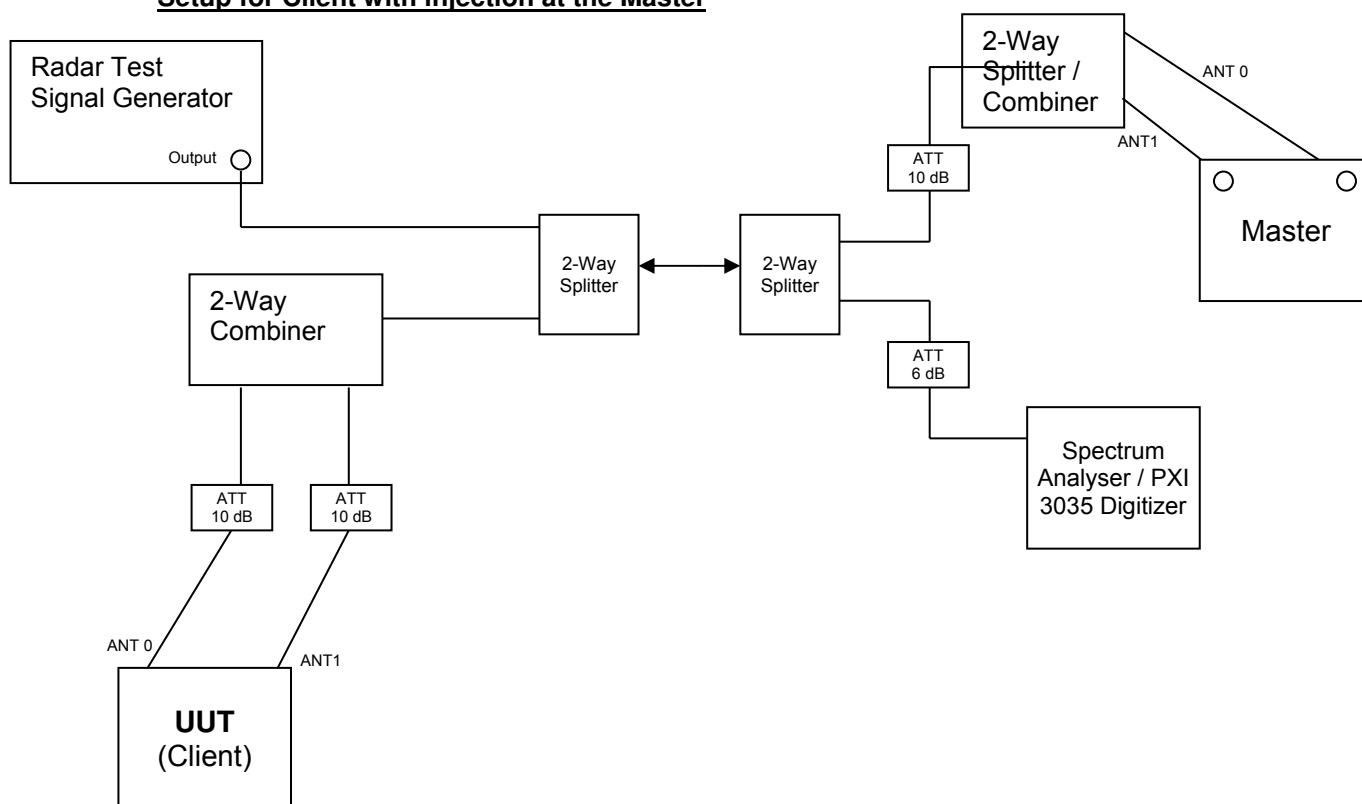 Setup for Client with injection at the Master
Radar Test
Signal Generator
Output
2-Way
Splitter /
Combiner
ANT 0
ANT1
ATT
10 dB
Master
2-Way
Splitter
2-Way
Splitter
2-Way
Combiner
ATT
6 dB
Spectrum
Analyser / PXI
3035 Digitizer
ATT
10 dB
ATT
10 dB
ANT 0
ANT1
UUT
(Client)